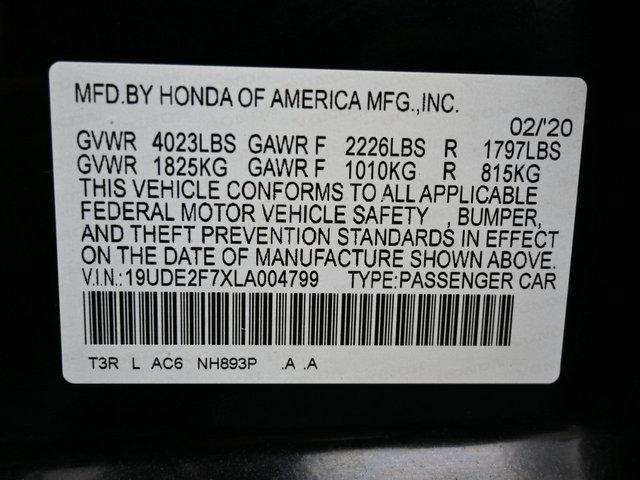 MFD.BY HONDA OF AMERICA MFG.,INC.
02/'20
GVWR 4023LBS GAWR F 2226LBS R 1797LBS
GVWR 1825KG GAWR F 1010KG R 815KG
THIS VEHICLE CONFORMS TO ALL APPLICABLE
FEDERAL MOTOR VEHICLE SAFETY , BUMPER,
AND THEFT PREVENTION STANDARDS IN EFFECT
ON THE DATE OF MANUFACTURE SHOWN ABOVE.
V.I.N.:19UDE2F7XLA004799 TYPE:PASSENGER CAR
T3R L AC6 NH893P .A .A